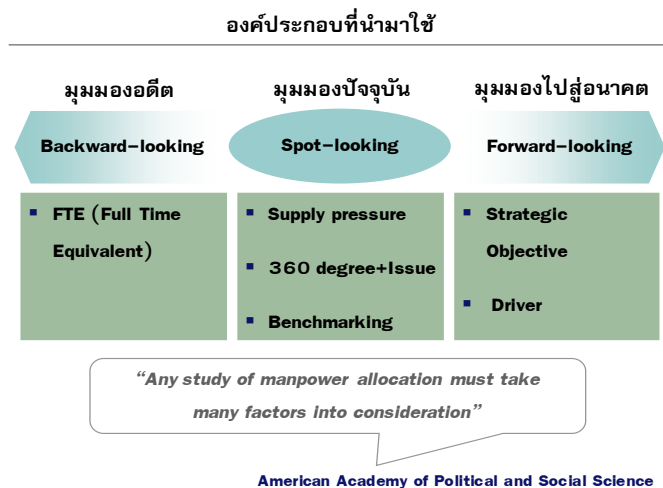 องค์ประกอบที่นำมาใช้
มุมมองอดีต
Backward-looking
▪ FTE (Full Time
Equivalent)
มุมมองปัจจุบัน
Spot-looking
▪ Supply pressure
▪ 360 degree+Issue
▪ Benchmarking
มุมมองไปสู่อนาคต
Forward-looking
▪ Strategic
Objective
▪ Driver
“Any study of manpower allocation must take
many factors into consideration”
American Academy of Political and Social Science